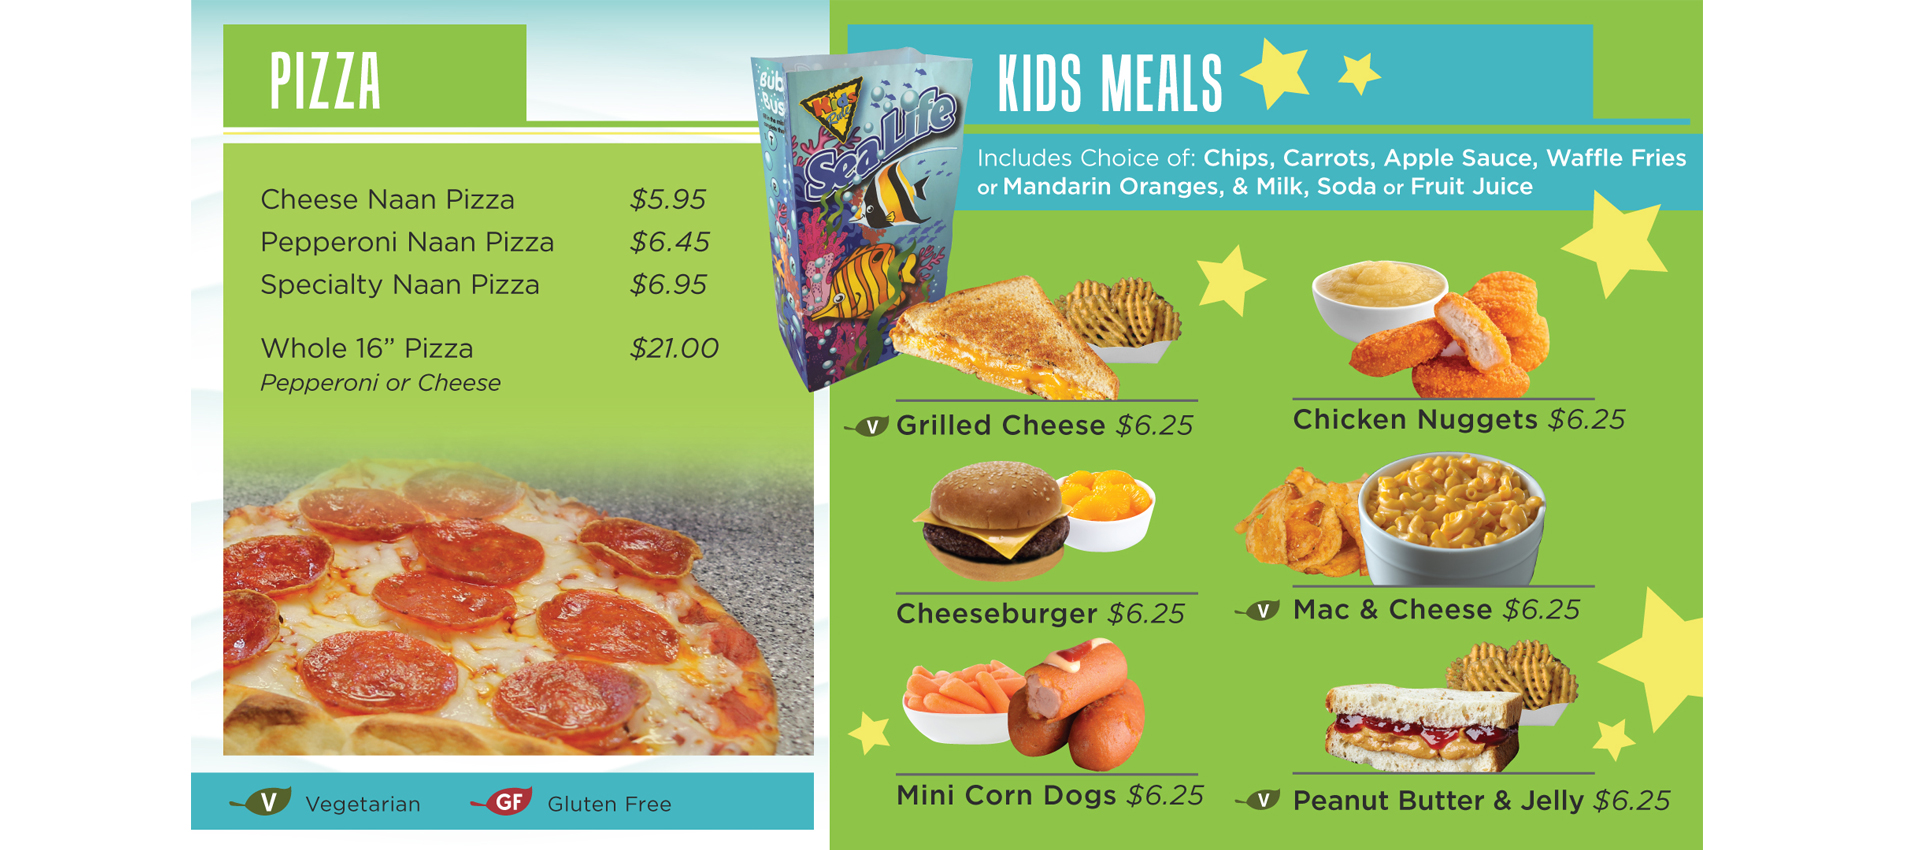 PIZZA
Cheese Naan Pizza $5.95
Pepperoni Naan Pizza $6.45
Specialty Naan Pizza $6.95
Whole 16” Pizza $21.00
Pepperoni or Cheese
V Vegetarian GF Gluten Free
Kids
Sea Life
KIDS MEALS
Includes Choice of: Chips, Carrots, Apple Sauce, Waffle Fries
or Mandarin Oranges, & Milk, Soda or Fruit Juice
V Grilled Cheese $6.25
Chicken Nuggets $6.25
Cheeseburger $6.25
V Mac & Cheese $6.25
Mini Corn Dogs $6.25
V Peanut Butter & Jelly $6.25